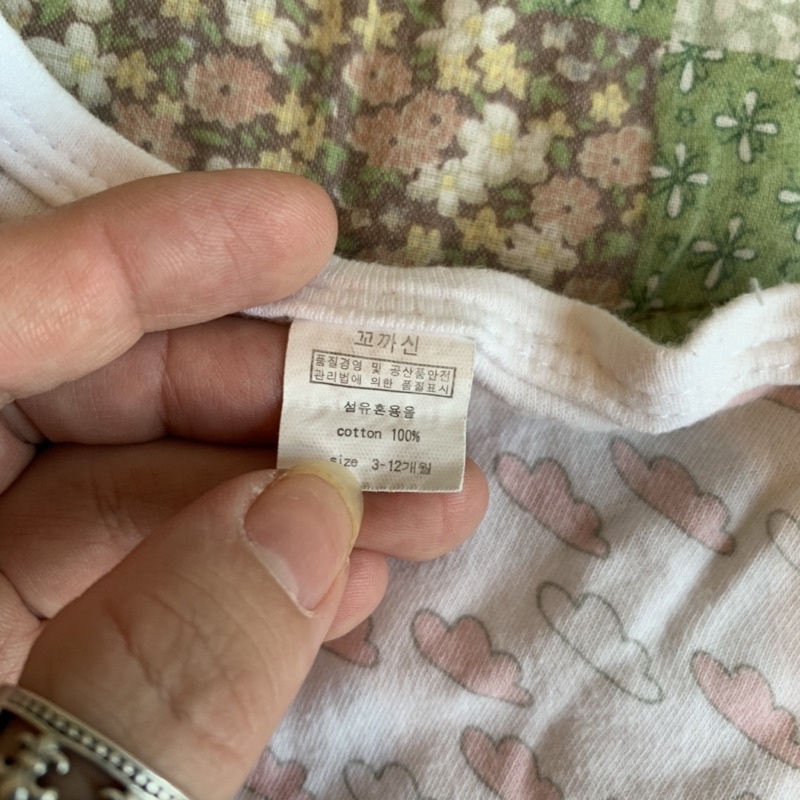 꼬까신
품질경영 및 공산품안전
관리법에 의한 품질표시
섬유혼용율
cotton 100%
size 3-12개월